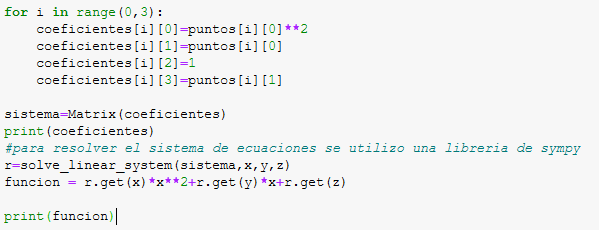 for i in range(0,3):
    coeficientes[i][0]=puntos[i][0]**2
    coeficientes[i][1]=puntos[i][0]
    coeficientes[i][2]=1
    coeficientes[i][3]=puntos[i][1]
sistema=Matrix(coeficientes)
print(coeficientes)
#para resolver el sistema de ecuaciones se utilizo una libreria de sympy
r=solve_linear_system(sistema,x,y,z)
funcion = r.get(x)*x**2+r.get(y)*x+r.get(z)
print(funcion)